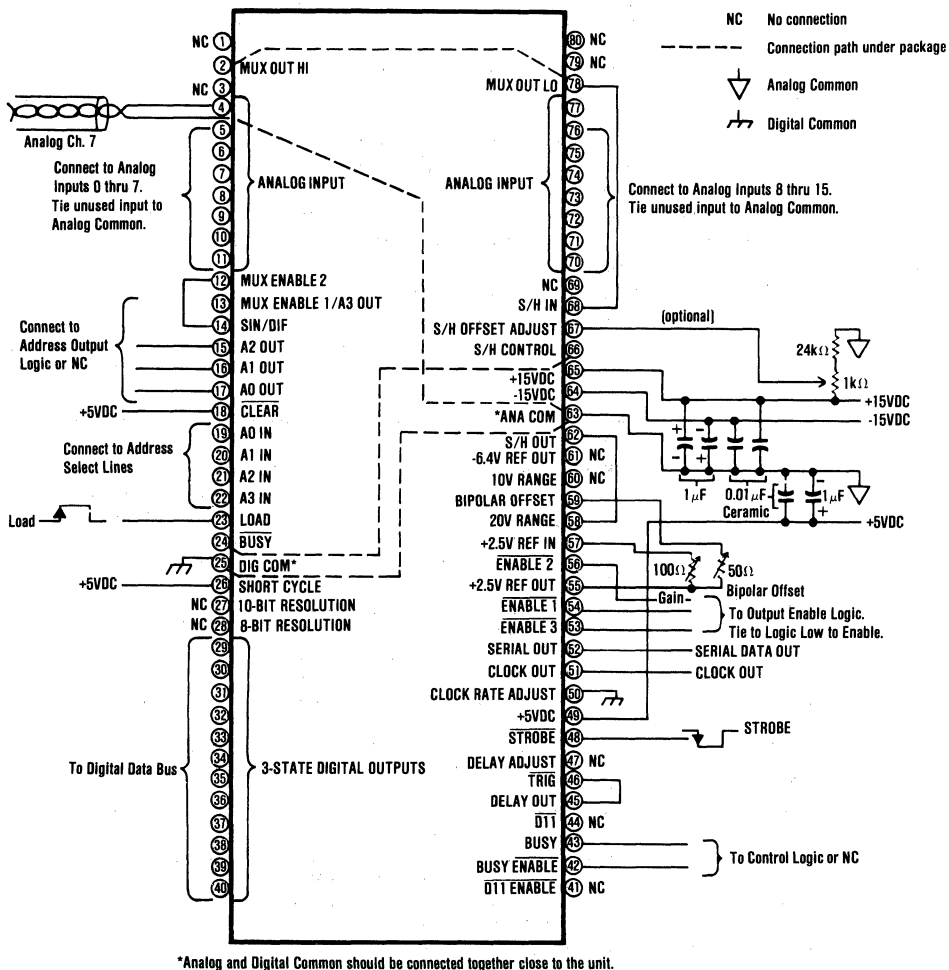 NC No connection
Connection path under package
Analog Common
Digital Common
NC 1
2 MUX OUT HI
NC 3
4
Analog Ch. 7
5
6
7
8
9
10
11
Connect to Analog
Inputs 0 thru 7.
Tie unused input to
Analog Common.
ANALOG INPUT
12 MUX ENABLE 2
13 MUX ENABLE 1/A3 OUT
14 SIN/DIF
Connect to
Address Output
Logic or NC
15 A2 OUT
16 A1 OUT
17 A0 OUT
+5VDC 18 CLEAR
19 A0 IN
Connect to Address
Select Lines
20 A1 IN
21 A2 IN
22 A3 IN
Load 23 LOAD
24 BUSY
25 DIG COM*
+5VDC 26 SHORT CYCLE
NC 27 10-BIT RESOLUTION
NC 28 8-BIT RESOLUTION
29
30
31
32
33
34
35
36
37
38
39
40
To Digital Data Bus
3-STATE DIGITAL OUTPUTS
80 NC
79 NC
MUX OUT LO 78
77
76
75
74
73
72
71
70
ANALOG INPUT
Connect to Analog Inputs 8 thru 15.
Tie unused input to Analog Common.
NC 69
S/H IN 68
S/H OFFSET ADJUST 67
(optional)
S/H CONTROL 66
24kΩ
1kΩ
+15VDC 65
+15VDC
-15VDC 64
-15VDC
*ANA COM 63
S/H OUT 62
-6.4V REF OUT 61 NC
10V RANGE 60 NC
BIPOLAR OFFSET 59
20V RANGE 58
+ - - +
1μF
0.01μF
Ceramic
- 1μF +
+5VDC
+2.5V REF IN 57
ENABLE 2 56
+2.5V REF OUT 55
100Ω
50Ω
Gain
Bipolar Offset
ENABLE 1 54
ENABLE 3 53
To Output Enable Logic.
Tie to Logic Low to Enable.
SERIAL OUT 52 SERIAL DATA OUT
CLOCK OUT 51 CLOCK OUT
CLOCK RATE ADJUST 50
+5VDC 49
STROBE 48 STROBE
DELAY ADJUST 47 NC
TRIG 46
DELAY OUT 45
D11 44 NC
BUSY 43
BUSY ENABLE 42
To Control Logic or NC
D11 ENABLE 41 NC
*Analog and Digital Common should be connected together close to the unit.